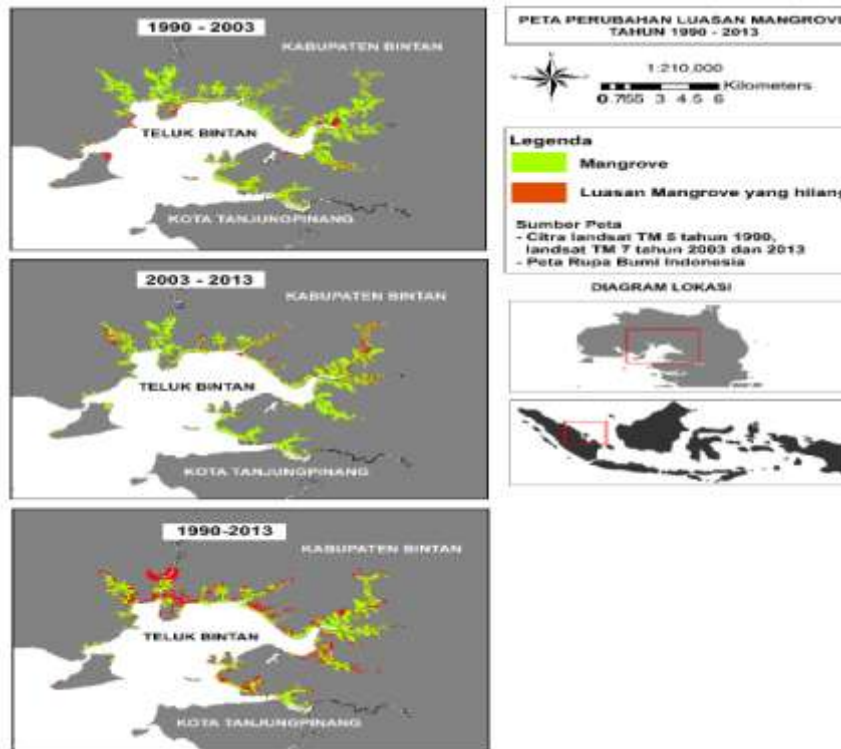 1990 - 2003
KABUPATEN BINTAN
TELUK BINTAN
KOTA TANJUNGPINANG
2003 - 2013
KABUPATEN BINTAN
TELUK BINTAN
KOTA TANJUNGPINANG
1990-2013
KABUPATEN BINTAN
TELUK BINTAN
KOTA TANJUNGPINANG
PETA PERUBAHAN LUASAN MANGROVE
TAHUN 1990 - 2013
1:210,000
Kilometers
3 4.5 6
Legenda
Mangrove
Luasan Mangrove yang hilang
Sumber Peta
- Citra landsat TM 5 tahun 1990,
landsat TM 7 tahun 2003 dan 2013
- Peta Rupa Bumi Indonesia
DIAGRAM LOKASI